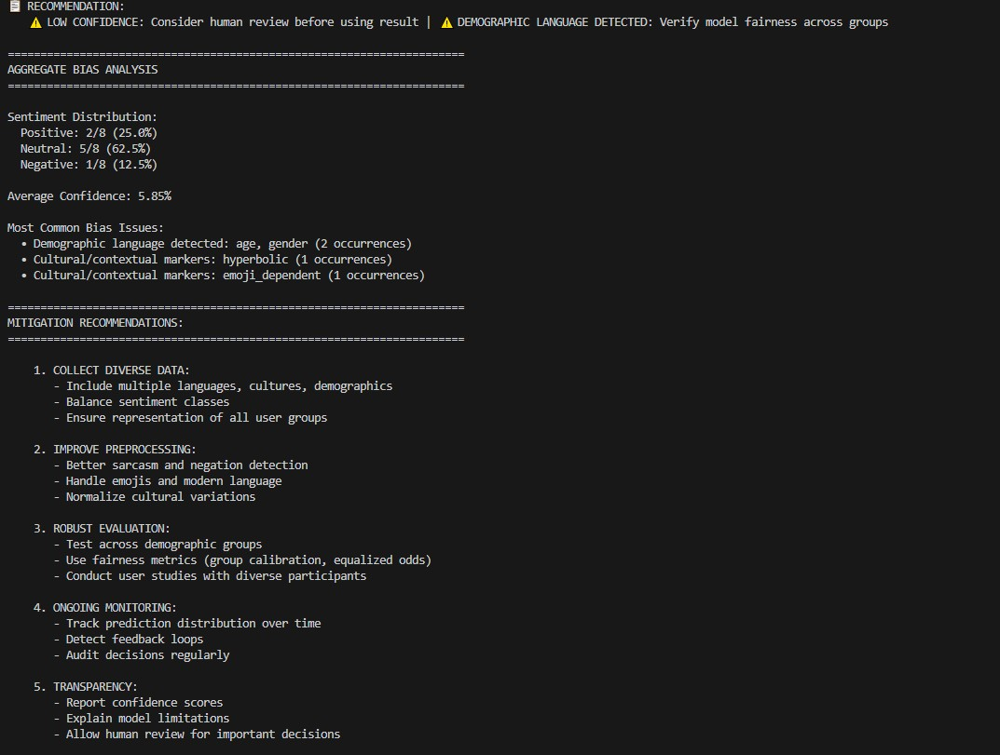 📋 RECOMMENDATION:
⚠️ LOW CONFIDENCE: Consider human review before using result | ⚠️ DEMOGRAPHIC LANGUAGE DETECTED: Verify model fairness across groups
======================================================================
AGGREGATE BIAS ANALYSIS
======================================================================
Sentiment Distribution:
Positive: 2/8 (25.0%)
Neutral: 5/8 (62.5%)
Negative: 1/8 (12.5%)
Average Confidence: 5.85%
Most Common Bias Issues:
• Demographic language detected: age, gender (2 occurrences)
• Cultural/contextual markers: hyperbolic (1 occurrences)
• Cultural/contextual markers: emoji_dependent (1 occurrences)
======================================================================
MITIGATION RECOMMENDATIONS:
======================================================================
1. COLLECT DIVERSE DATA:
- Include multiple languages, cultures, demographics
- Balance sentiment classes
- Ensure representation of all user groups
2. IMPROVE PREPROCESSING:
- Better sarcasm and negation detection
- Handle emojis and modern language
- Normalize cultural variations
3. ROBUST EVALUATION:
- Test across demographic groups
- Use fairness metrics (group calibration, equalized odds)
- Conduct user studies with diverse participants
4. ONGOING MONITORING:
- Track prediction distribution over time
- Detect feedback loops
- Audit decisions regularly
5. TRANSPARENCY:
- Report confidence scores
- Explain model limitations
- Allow human review for important decisions